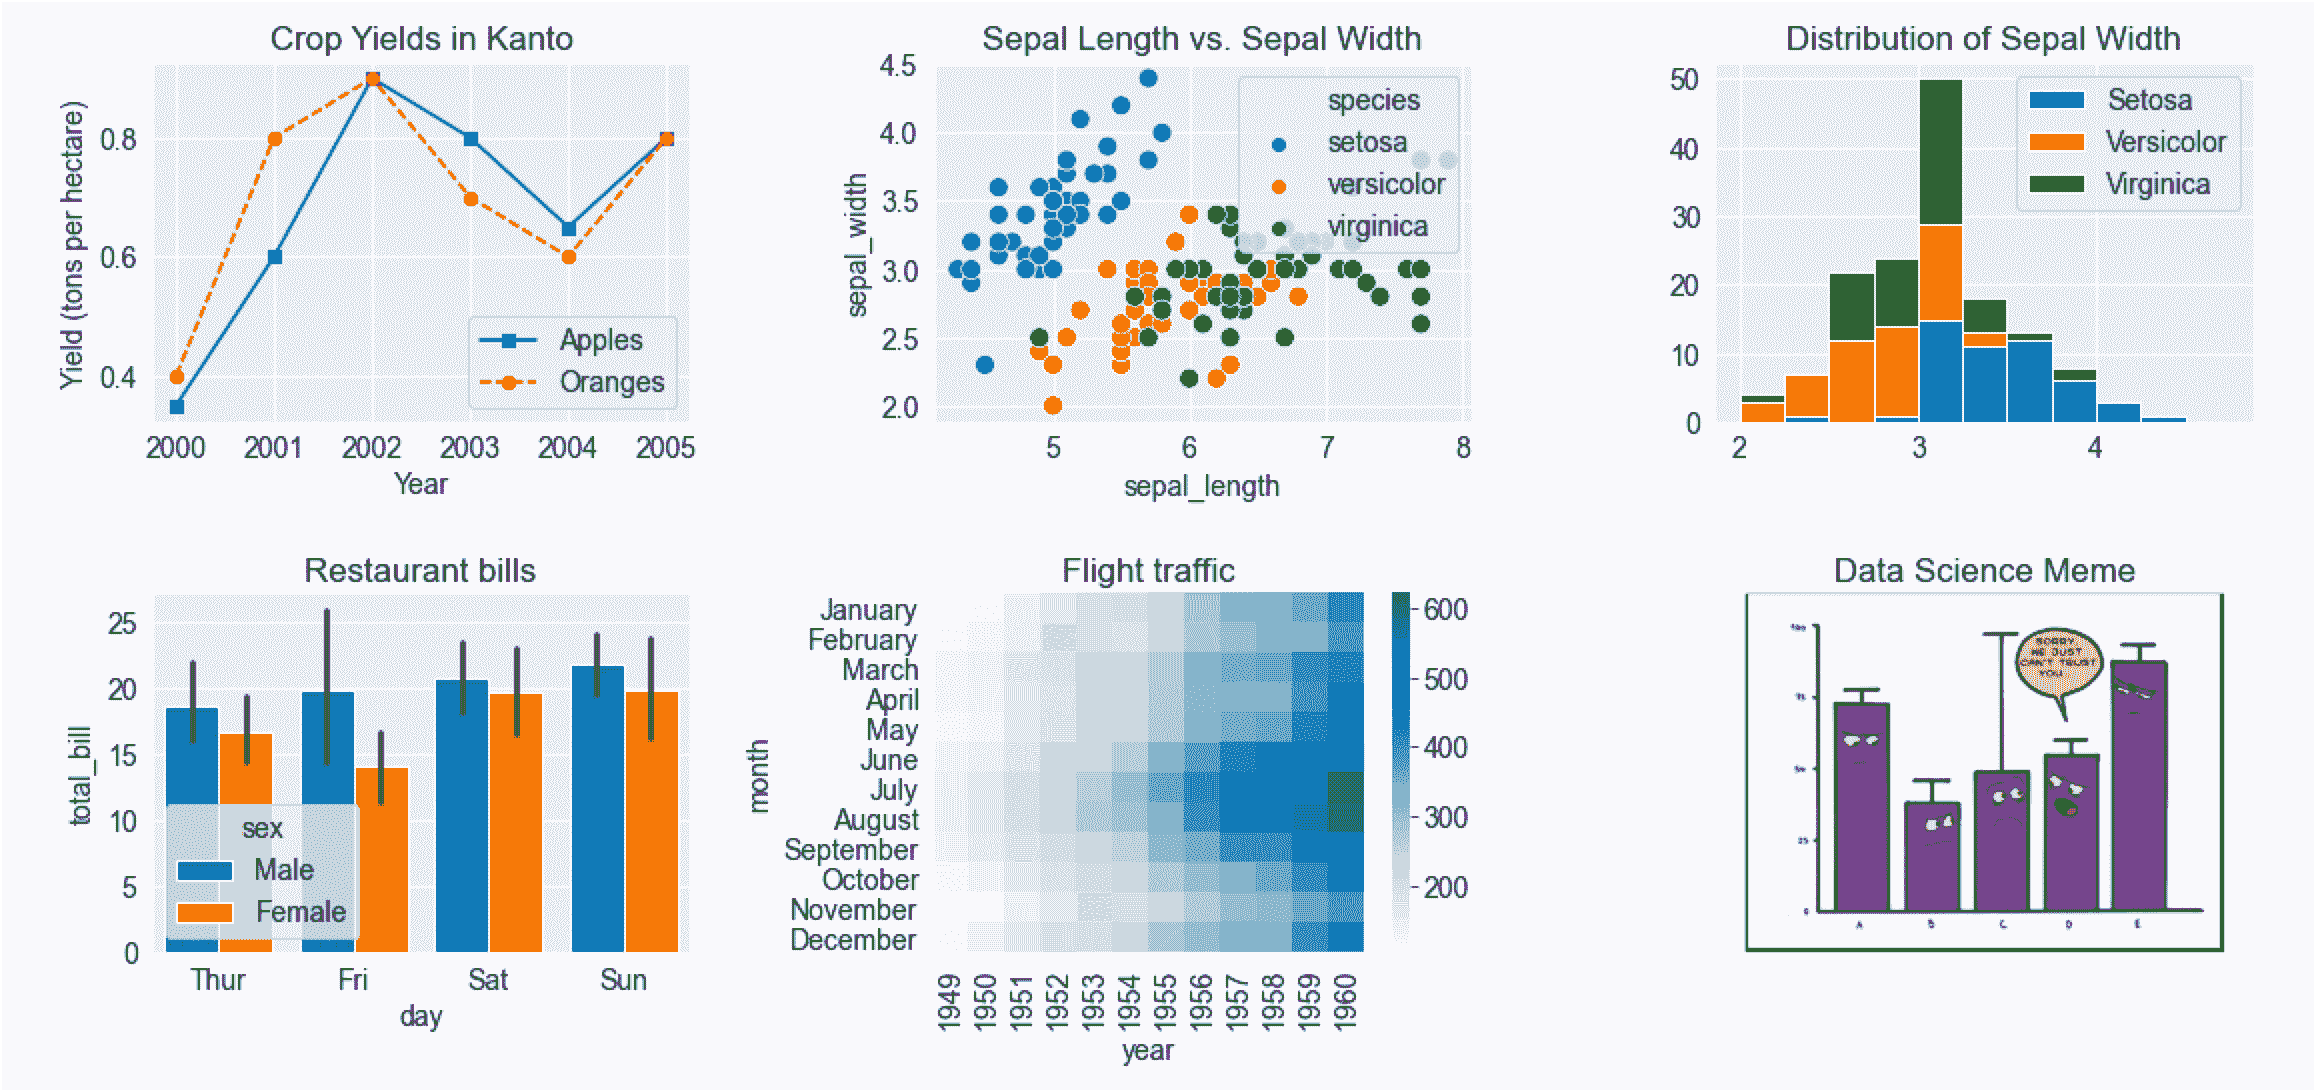 Crop Yields in Kanto
Yield (tons per hectare)
0.8
0.6
0.4
Apples
Oranges
2000 2001 2002 2003 2004 2005
Year
Sepal Length vs. Sepal Width
sepal_width
4.5
4.0
3.5
3.0
2.5
2.0
species
setosa
versicolor
virginica
5 6 7 8
sepal_length
Distribution of Sepal Width
50
40
30
20
10
0
Setosa
Versicolor
Virginica
2 3 4
Restaurant bills
total_bill
25
20
15
10
5
0
sex
Male
Female
Thur Fri Sat Sun
day
Flight traffic
month
January
February
March
April
May
June
July
August
September
October
November
December
600
500
400
300
200
1949 1950 1951 1952 1953 1954 1955 1956 1957 1958 1959 1960
year
Data Science Meme
SORRY
WE JUST
CAN'T TRUST
YOU
A B C D E